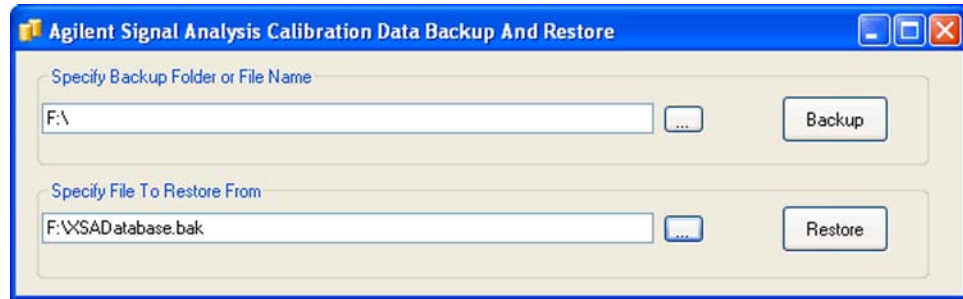 Agilent Signal Analysis Calibration Data Backup And Restore
Specify Backup Folder or File Name
F:\
...
Backup
Specify File To Restore From
F:\XSADatabase.bak
...
Restore